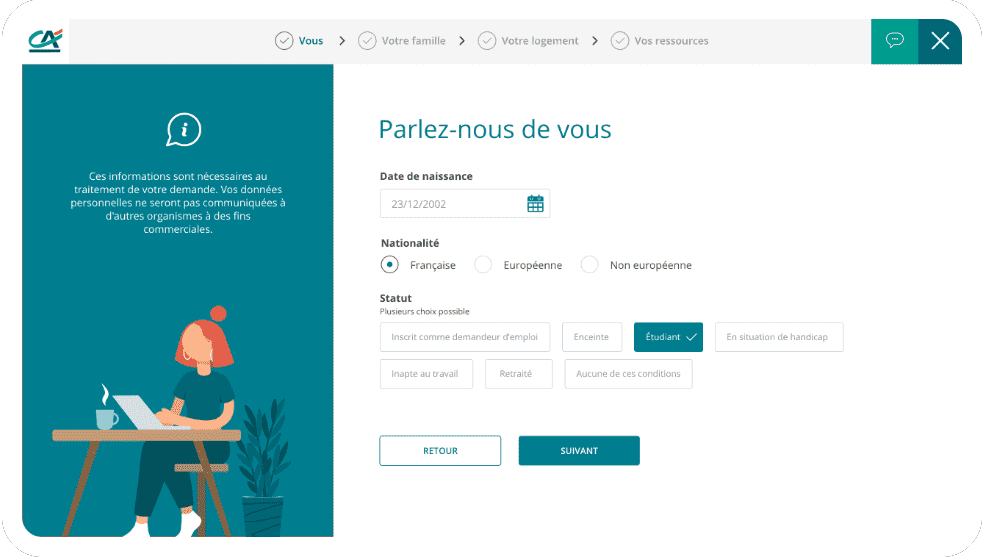 CA
Vous > Votre famille > Votre logement > Vos ressources
i
Ces informations sont nécessaires au
traitement de votre demande. Vos données
personnelles ne seront pas communiquées à
d'autres organismes à des fins
commerciales.
Parlez-nous de vous
Date de naissance
23/12/2002
Nationalité
Française Européenne Non européenne
Statut
Plusieurs choix possible
Inscrit comme demandeur d'emploi Enceinte Étudiant En situation de handicap
Inapte au travail Retraité Aucune de ces conditions
RETOUR SUIVANT